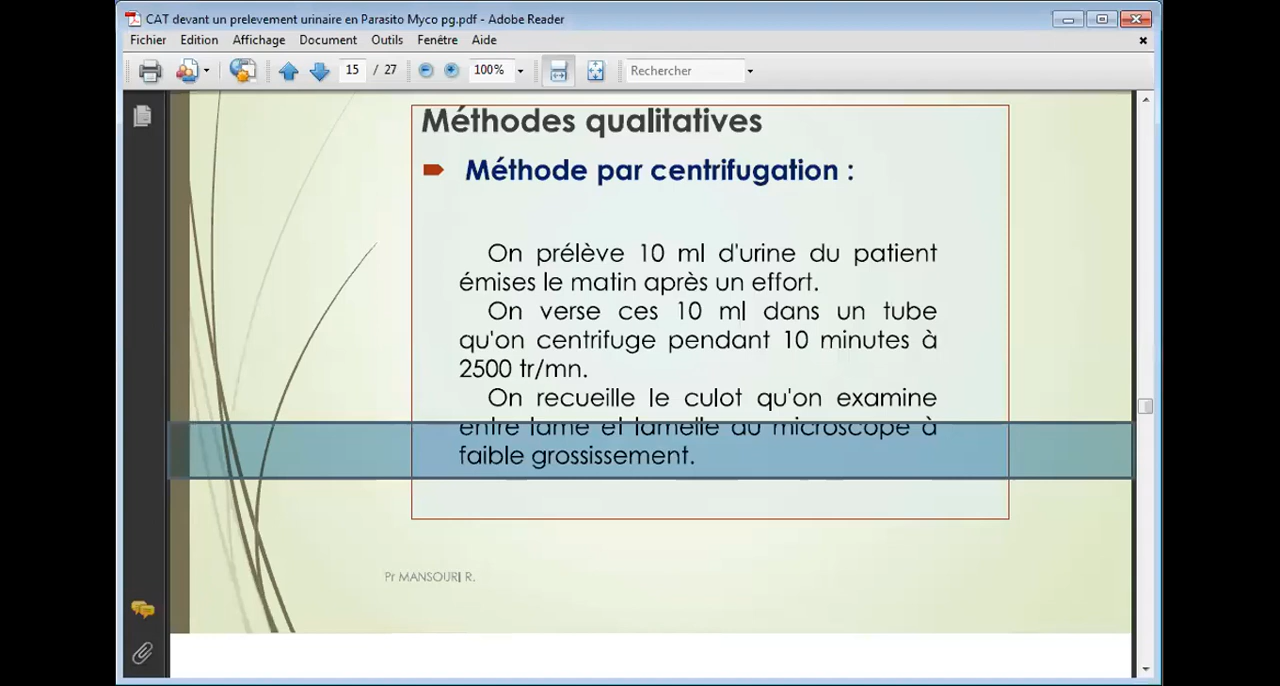 CAT devant un prelevement urinaire en Parasito Myco pg.pdf - Adobe Reader
Fichier Edition Affichage Document Outils Fenêtre Aide
15 / 27 100% Rechercher
Méthodes qualitatives
Méthode par centrifugation :
On prélève 10 ml d'urine du patient
émises le matin après un effort.
On verse ces 10 ml dans un tube
qu'on centrifuge pendant 10 minutes à
2500 tr/mn.
On recueille le culot qu'on examine
entre lame et lamelle au microscope à
faible grossissement.
Pr MANSOURI R.